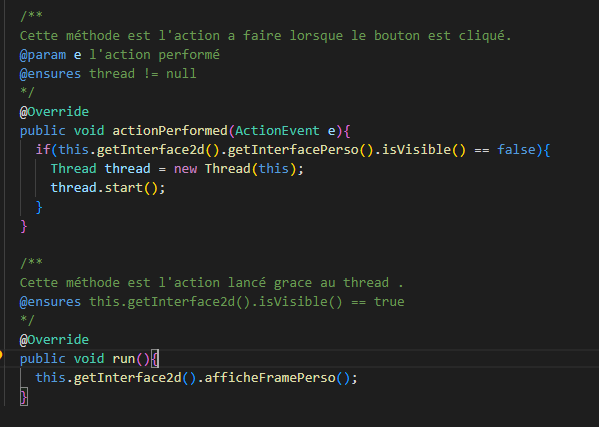 /**
Cette méthode est l'action a faire lorsque le bouton est cliqué.
@param e l'action performé
@ensures thread != null
*/
@Override
public void actionPerformed(ActionEvent e){
if(this.getInterface2d().getInterfacePerso().isVisible() == false){
Thread thread = new Thread(this);
thread.start();
}
}
/**
Cette méthode est l'action lancé grace au thread .
@ensures this.getInterface2d().isVisible() == true
*/
@Override
public void run(){
this.getInterface2d().afficheFramePerso();
}